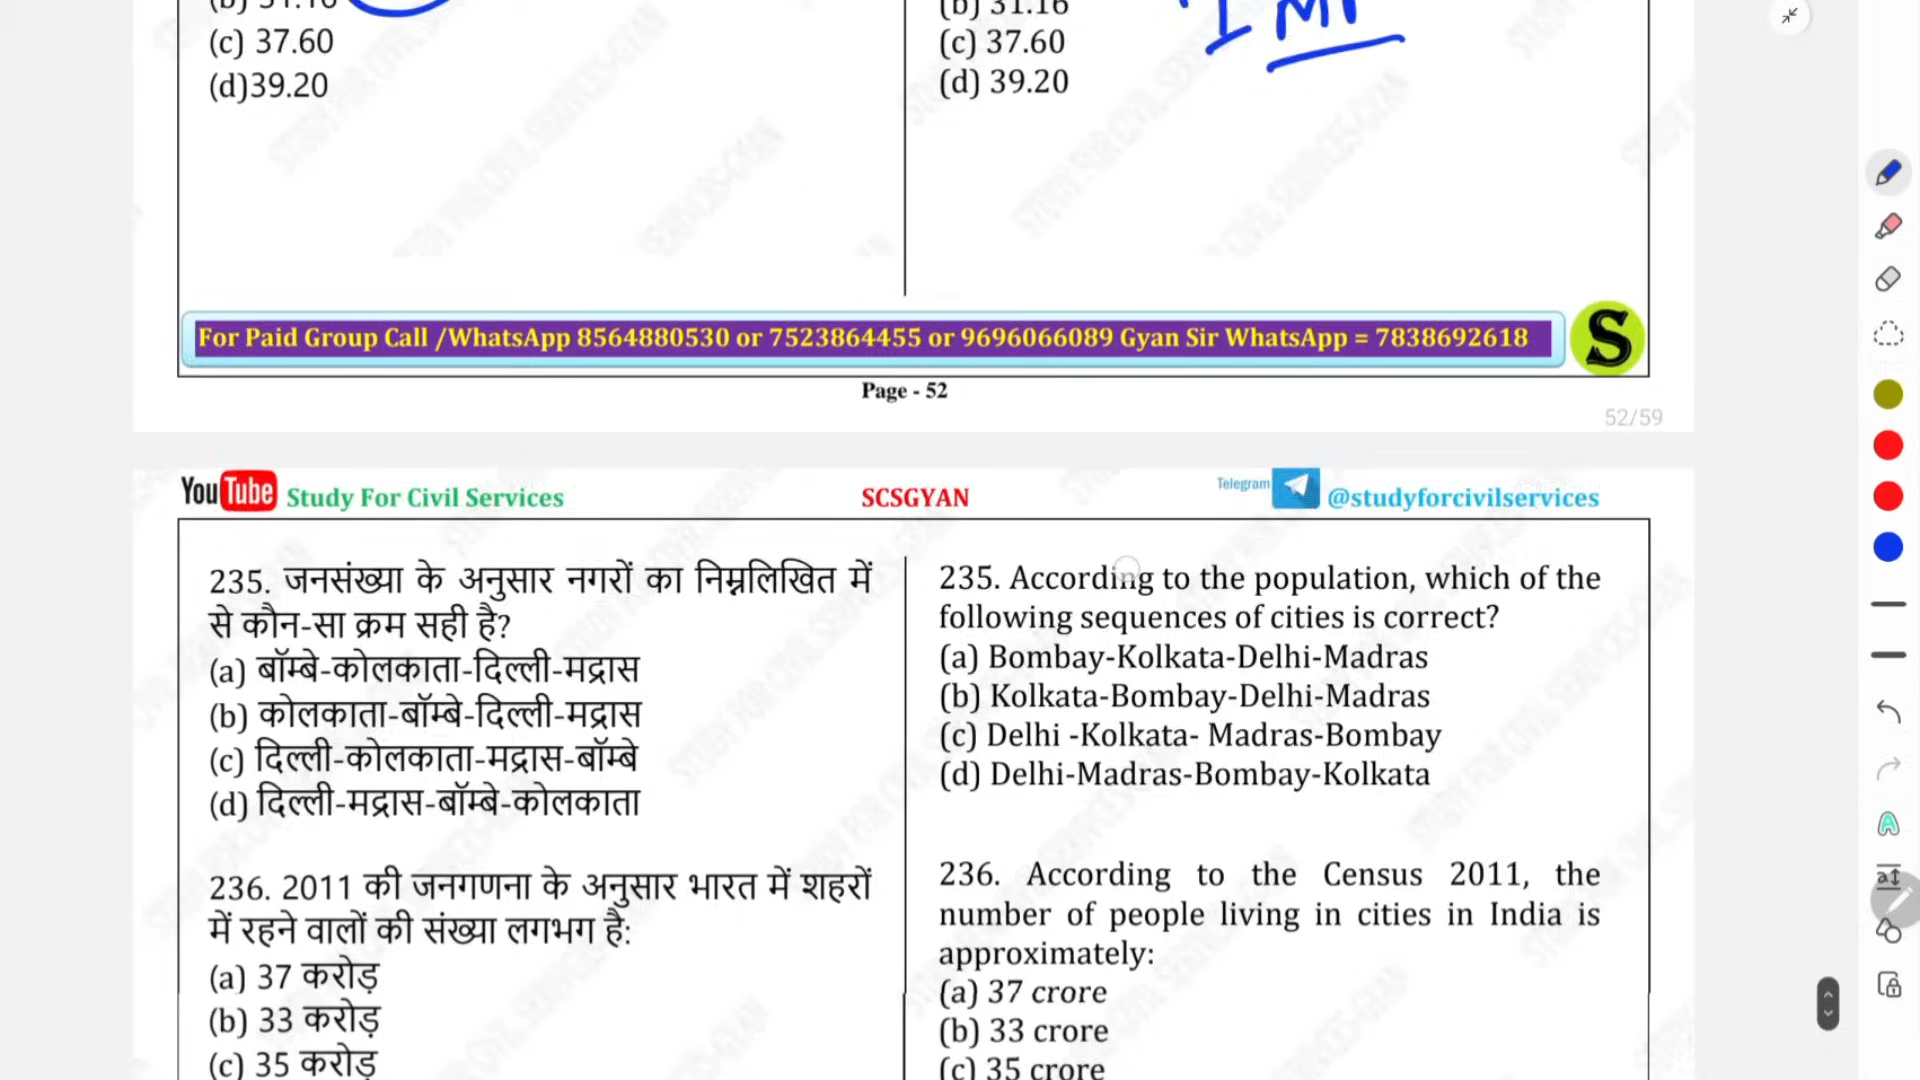 (b) 31.16
(c) 37.60
(d)39.20
(b) 31.16
(c) 37.60
(d) 39.20
IMP
For Paid Group Call /WhatsApp 8564880530 or 7523864455 or 9696066089 Gyan Sir WhatsApp = 7838692618
S
Page - 52
52/59
YouTube Study For Civil Services
SCSGYAN
Telegram @studyforcivilservices
235. जनसंख्या के अनुसार नगरों का निम्नलिखित में
से कौन-सा क्रम सही है?
(a) बॉम्बे-कोलकाता-दिल्ली-मद्रास
(b) कोलकाता-बॉम्बे-दिल्ली-मद्रास
(c) दिल्ली-कोलकाता-मद्रास-बॉम्बे
(d) दिल्ली-मद्रास-बॉम्बे-कोलकाता
236. 2011 की जनगणना के अनुसार भारत में शहरों
में रहने वालों की संख्या लगभग है:
(a) 37 करोड़
(b) 33 करोड़
(c) 35 करोड़
235. According to the population, which of the
following sequences of cities is correct?
(a) Bombay-Kolkata-Delhi-Madras
(b) Kolkata-Bombay-Delhi-Madras
(c) Delhi -Kolkata- Madras-Bombay
(d) Delhi-Madras-Bombay-Kolkata
236. According to the Census 2011, the
number of people living in cities in India is
approximately:
(a) 37 crore
(b) 33 crore
(c) 35 crore